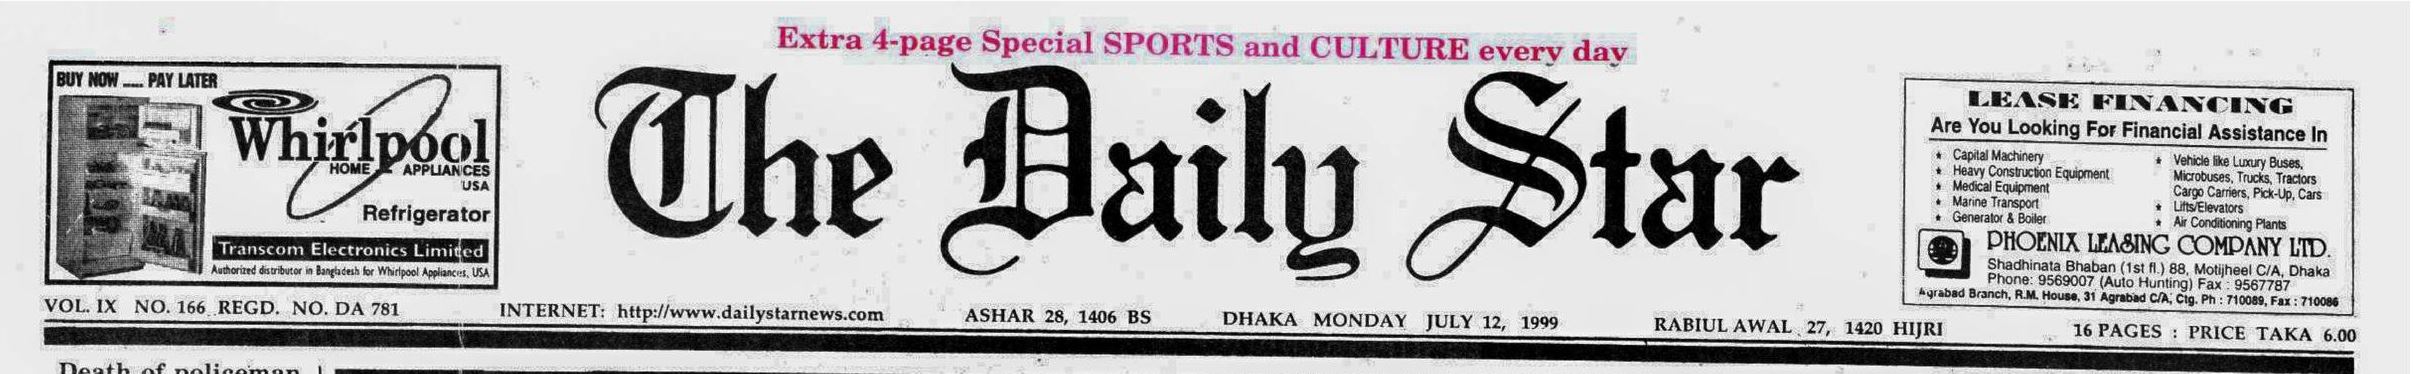 Extra 4-page Special SPORTS and CULTURE every day
BUY NOW ..... PAY LATER
Whirlpool
HOME APPLIANCES
USA
Refrigerator
Transcom Electronics Limited
Authorized distributor in Bangladesh for Whirlpool Appliances, USA
The Daily Star
LEASE FINANCING
Are You Looking For Financial Assistance In
* Capital Machinery
* Heavy Construction Equipment
* Medical Equipment
* Marine Transport
* Generator & Boiler
* Vehicle like Luxury Buses,
Microbuses, Trucks, Tractors
Cargo Carriers, Pick-Up, Cars
* Lifts/Elevators
* Air Conditioning Plants
PHOENIX LEASING COMPANY LTD.
Shadhinata Bhaban (1st fl.) 88, Motijheel C/A, Dhaka
Phone: 9569007 (Auto Hunting) Fax : 9567787
Agrabad Branch, R.M. House, 31 Agrabad C/A, Ctg. Ph : 710089, Fax : 710086
VOL. IX NO. 166 REGD. NO. DA 781 INTERNET: http://www.dailystarnews.com ASHAR 28, 1406 BS DHAKA MONDAY JULY 12, 1999 RABIUL AWAL 27, 1420 HIJRI 16 PAGES : PRICE TAKA 6.00
Death of policeman